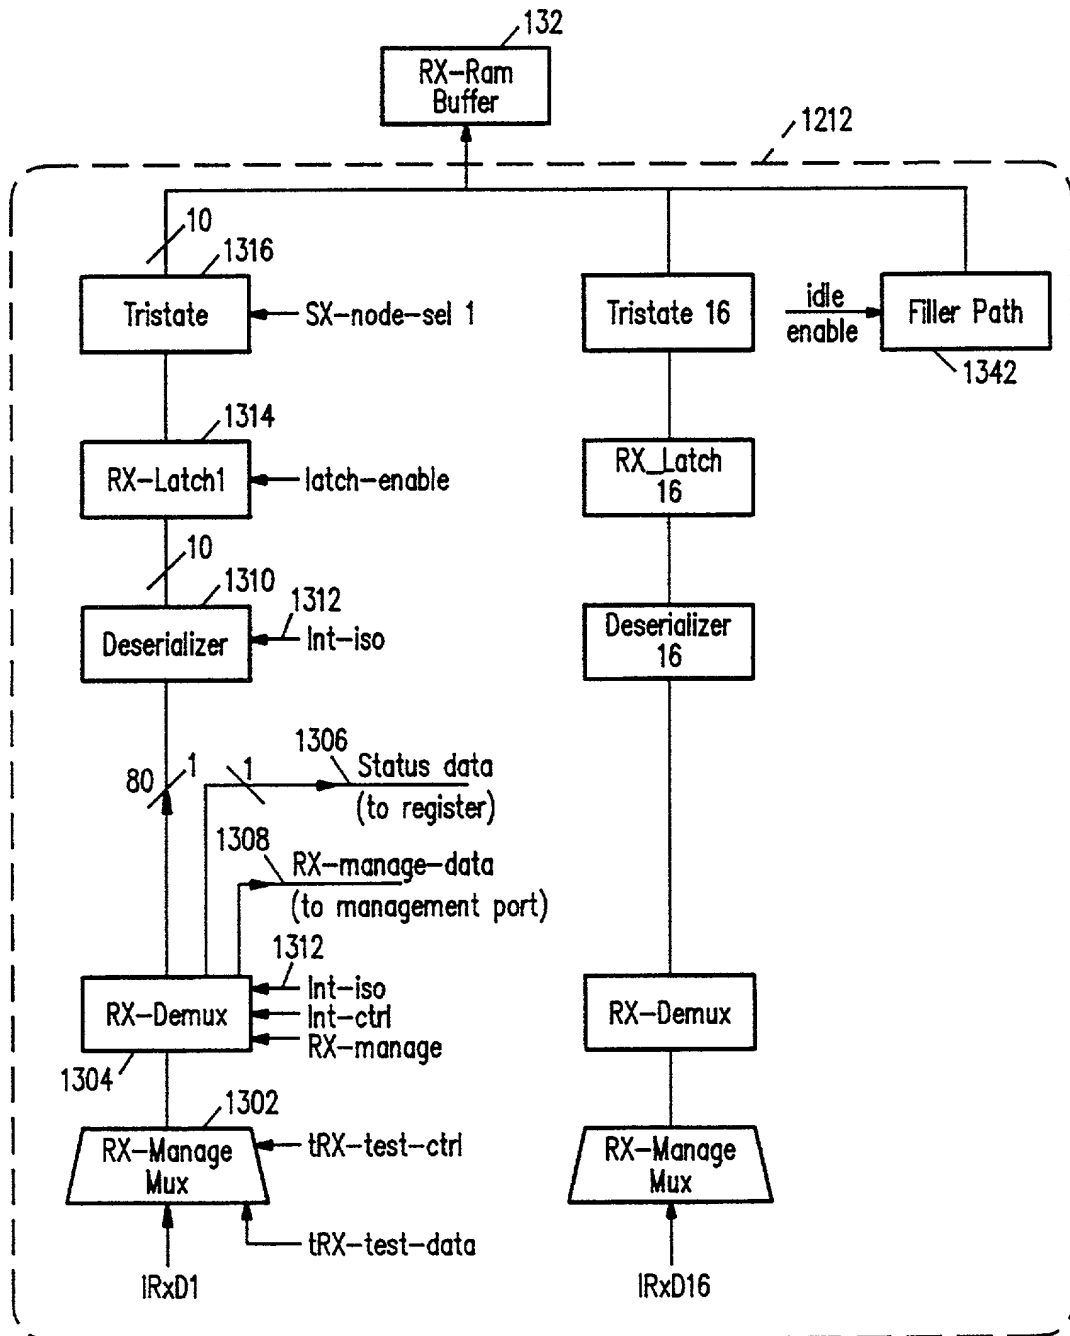 132
RX-Ram
Buffer
1212
10
1316
Tristate
SX-node-sel 1
Tristate 16
idle
enable
Filler Path
1342
1314
RX-Latch1
latch-enable
RX_Latch
16
10
1310
1312
Deserializer
Int-iso
Deserializer
16
80
1
1
1306
Status data
(to register)
1308
RX-manage-data
(to management port)
1312
RX-Demux
Int-iso
Int-ctrl
RX-manage
RX-Demux
1304
1302
RX-Manage
Mux
tRX-test-ctrl
RX-Manage
Mux
tRX-test-data
IRxD1
IRxD16